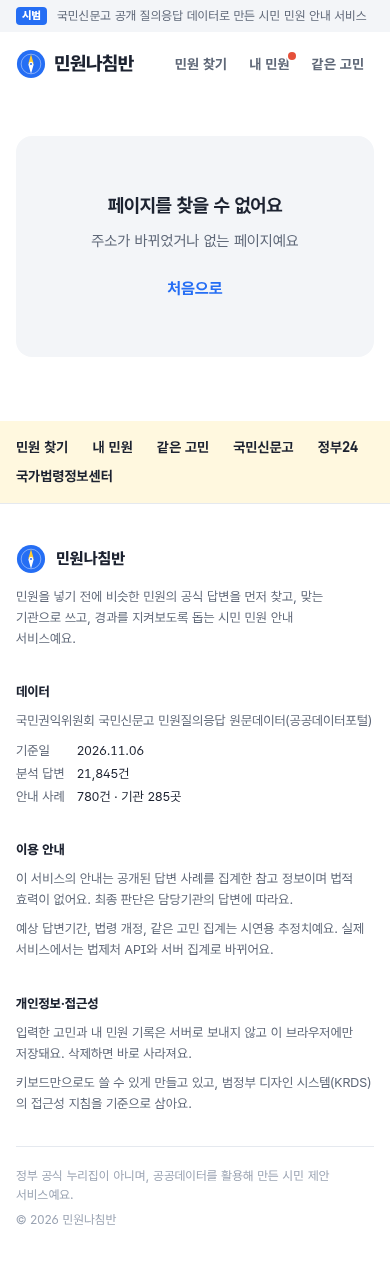 시범 국민신문고 공개 질의응답 데이터로 만든 시민 민원 안내 서비스
민원나침반 민원 찾기 내 민원 같은 고민
페이지를 찾을 수 없어요
주소가 바뀌었거나 없는 페이지예요
처음으로
민원 찾기 내 민원 같은 고민 국민신문고 정부24
국가법령정보센터
민원나침반
민원을 넣기 전에 비슷한 민원의 공식 답변을 먼저 찾고, 맞는
기관으로 쓰고, 경과를 지켜보도록 돕는 시민 민원 안내
서비스예요.
데이터
국민권익위원회 국민신문고 민원질의응답 원문데이터(공공데이터포털)
기준일 2026.11.06
분석 답변 21,845건
안내 사례 780건 · 기관 285곳
이용 안내
이 서비스의 안내는 공개된 답변 사례를 집계한 참고 정보이며 법적
효력이 없어요. 최종 판단은 담당기관의 답변에 따라요.
예상 답변기간, 법령 개정, 같은 고민 집계는 시연용 추정치예요. 실제
서비스에서는 법제처 API와 서버 집계로 바뀌어요.
개인정보·접근성
입력한 고민과 내 민원 기록은 서버로 보내지 않고 이 브라우저에만
저장돼요. 삭제하면 바로 사라져요.
키보드만으로도 쓸 수 있게 만들고 있고, 범정부 디자인 시스템(KRDS)
의 접근성 지침을 기준으로 삼아요.
정부 공식 누리집이 아니며, 공공데이터를 활용해 만든 시민 제안
서비스예요.
© 2026 민원나침반